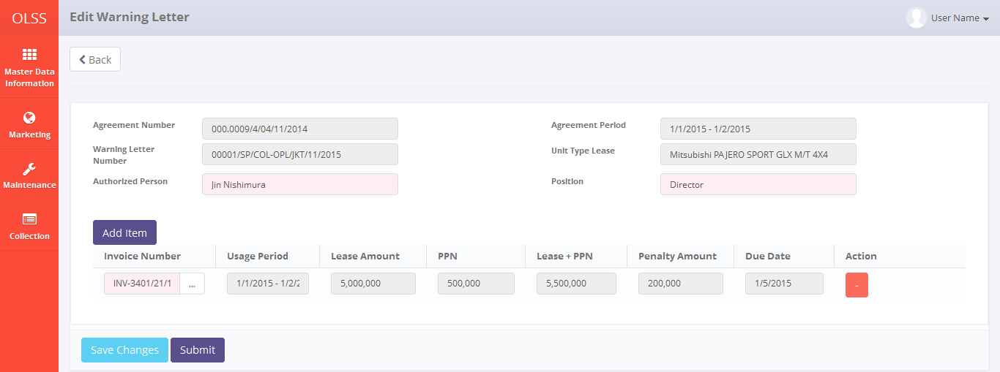 OLSS
Edit Warning Letter
User Name
Back
Master Data
Information
Marketing
Maintenance
Collection
Agreement Number
000.0009/4/04/11/2014
Agreement Period
1/1/2015 - 1/2/2015
Warning Letter
Number
00001/SP/COL-OPL/JKT/11/2015
Unit Type Lease
Mitsubishi PAJERO SPORT GLX M/T 4X4
Authorized Person
Jin Nishimura
Position
Director
Add Item
Invoice Number Usage Period Lease Amount PPN Lease + PPN Penalty Amount Due Date Action
INV-3401/21/1 ... 1/1/2015 - 1/2/2 5,000,000 500,000 5,500,000 200,000 1/5/2015 -
Save Changes Submit